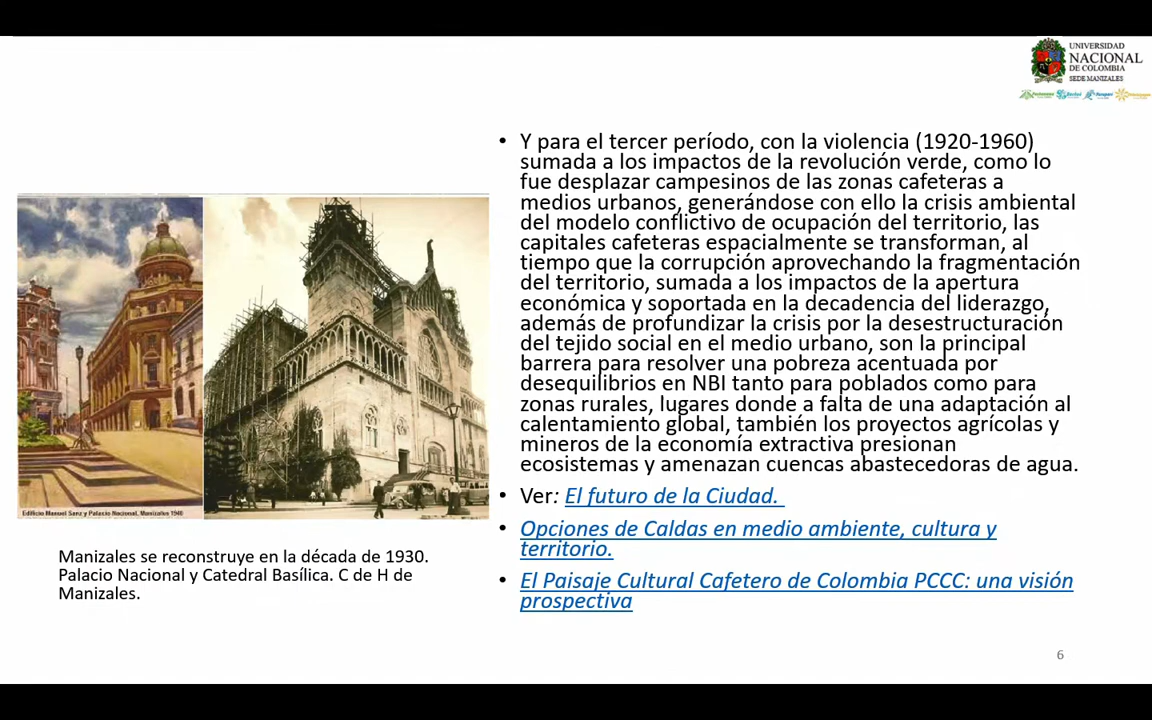 UNIVERSIDAD
NACIONAL
DE COLOMBIA
SEDE MANIZALES
• Y para el tercer período, con la violencia (1920-1960)
sumada a los impactos de la revolución verde, como lo
fue desplazar campesinos de las zonas cafeteras a
medios urbanos, generándose con ello la crisis ambiental
del modelo conflictivo de ocupación del territorio, las
capitales cafeteras espacialmente se transforman, al
tiempo que la corrupción aprovechando la fragmentación
del territorio, sumada a los impactos de la apertura
económica y soportada en la decadencia del liderazgo,
además de profundizar la crisis por la desestructuración
del tejido social en el medio urbano, son la principal
barrera para resolver una pobreza acentuada por
desequilibrios en NBI tanto para poblados como para
zonas rurales, lugares donde a falta de una adaptación al
calentamiento global, también los proyectos agrícolas y
mineros de la economía extractiva presionan
ecosistemas y amenazan cuencas abastecedoras de agua.
• Ver: El futuro de la Ciudad.
• Opciones de Caldas en medio ambiente, cultura y
territorio.
• El Paisaje Cultural Cafetero de Colombia PCCC: una visión
prospectiva
Edificio Manuel Sanz y Palacio Nacional, Manizales 1940
Manizales se reconstruye en la década de 1930.
Palacio Nacional y Catedral Basílica. C de H de
Manizales.
6